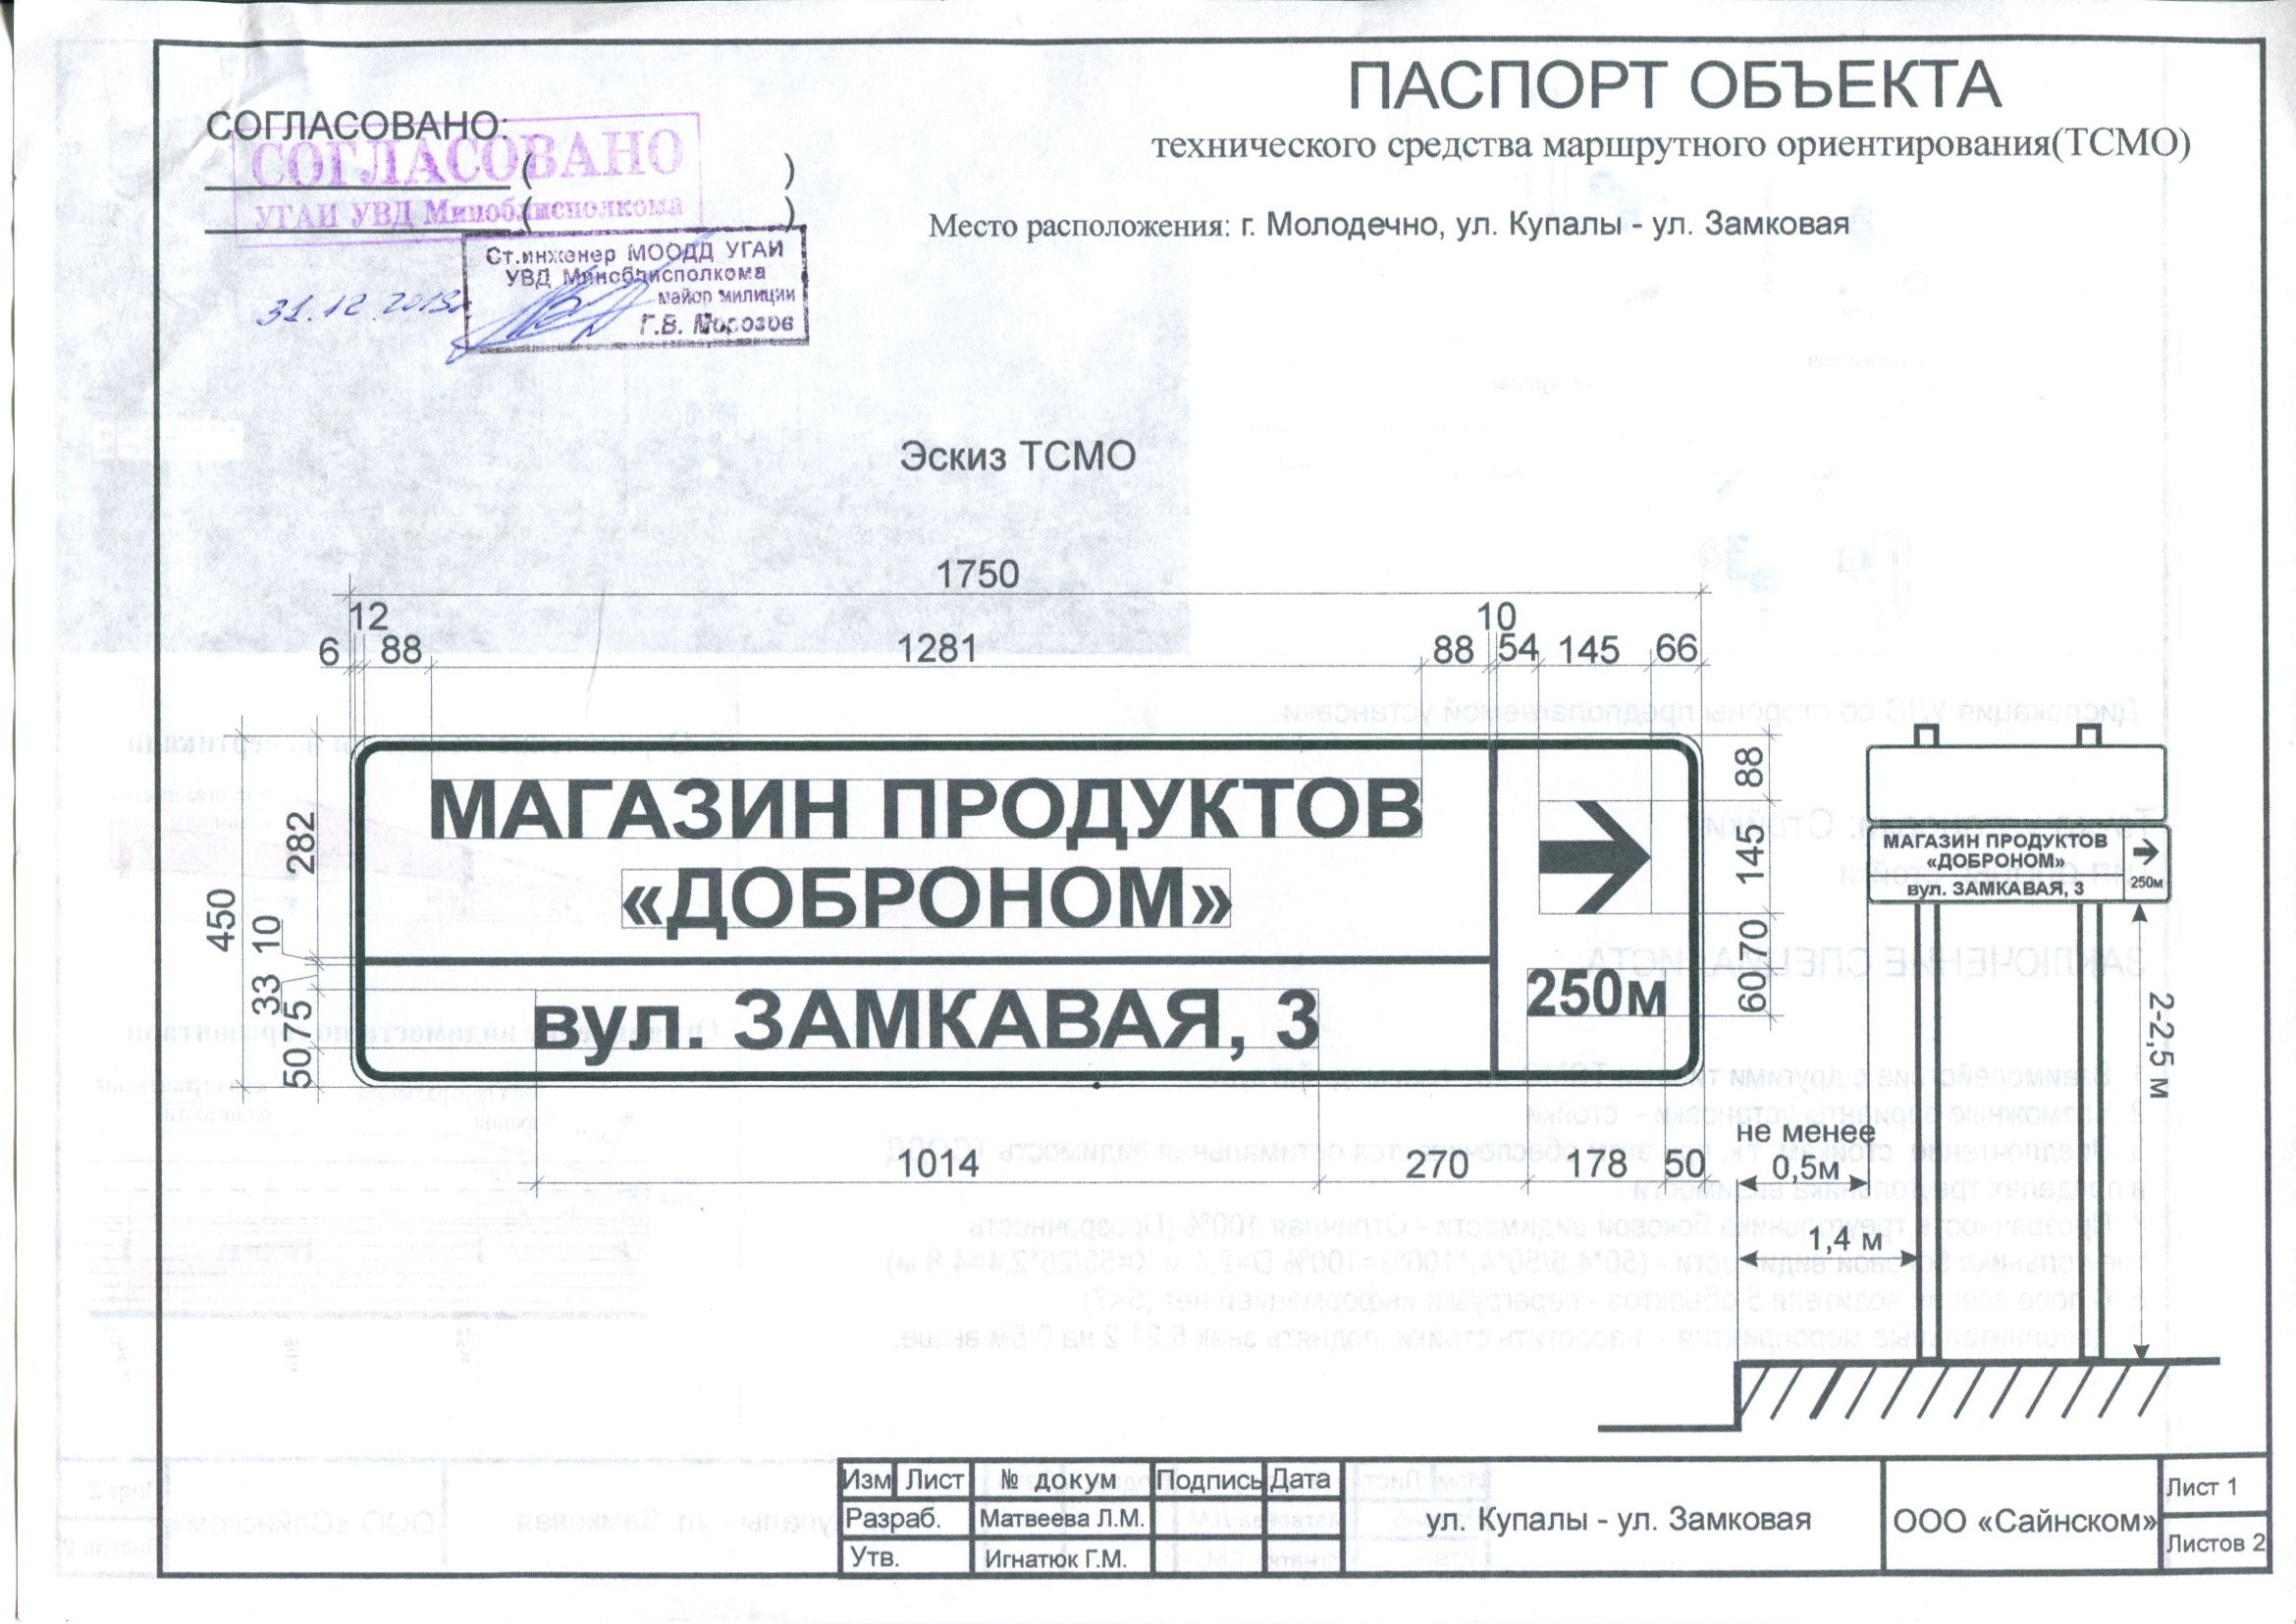 ПАСПОРТ ОБЪЕКТА
технического средства маршрутного ориентирования(ТСМО)
СОГЛАСОВАНО:
( )
( )
СОГЛАСОВАНО
УГАИ УВД Миноблисполкома
Ст.инженер МООДД УГАИ
УВД Миноблисполкома
майор милиции
Г.В. Морозов
31.12.2013г
Место расположения: г. Молодечно, ул. Купалы - ул. Замковая
Эскиз ТСМО
1750
12
10
6 88 1281 88 54 145 66
МАГАЗИН ПРОДУКТОВ
«ДОБРОНОМ»
вул. ЗАМКАВАЯ, 3
250м
450
282
10
33
75
50
88
145
70
60
1014 270 178 50
МАГАЗИН ПРОДУКТОВ
«ДОБРОНОМ»
вул. ЗАМКАВАЯ, 3
250м
2-2,5 м
не менее
0,5м
1,4 м
Изм Лист № докум Подпись Дата
Разраб. Матвеева Л.М.
Утв. Игнатюк Г.М.
ул. Купалы - ул. Замковая
ООО «Сайнском»
Лист 1
Листов 2